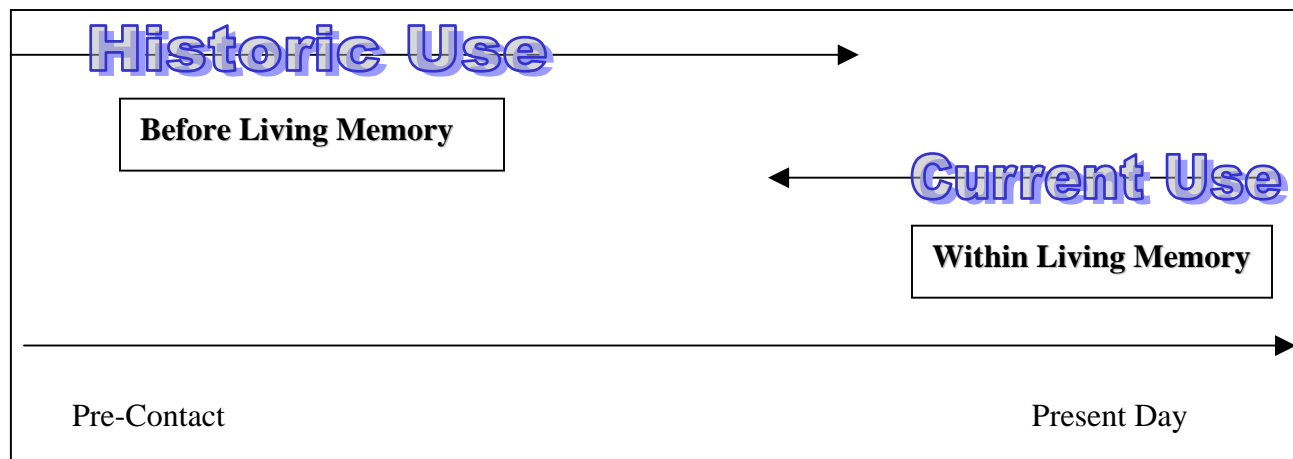 Historic Use
Before Living Memory
Current Use
Within Living Memory
Pre-Contact
Present Day